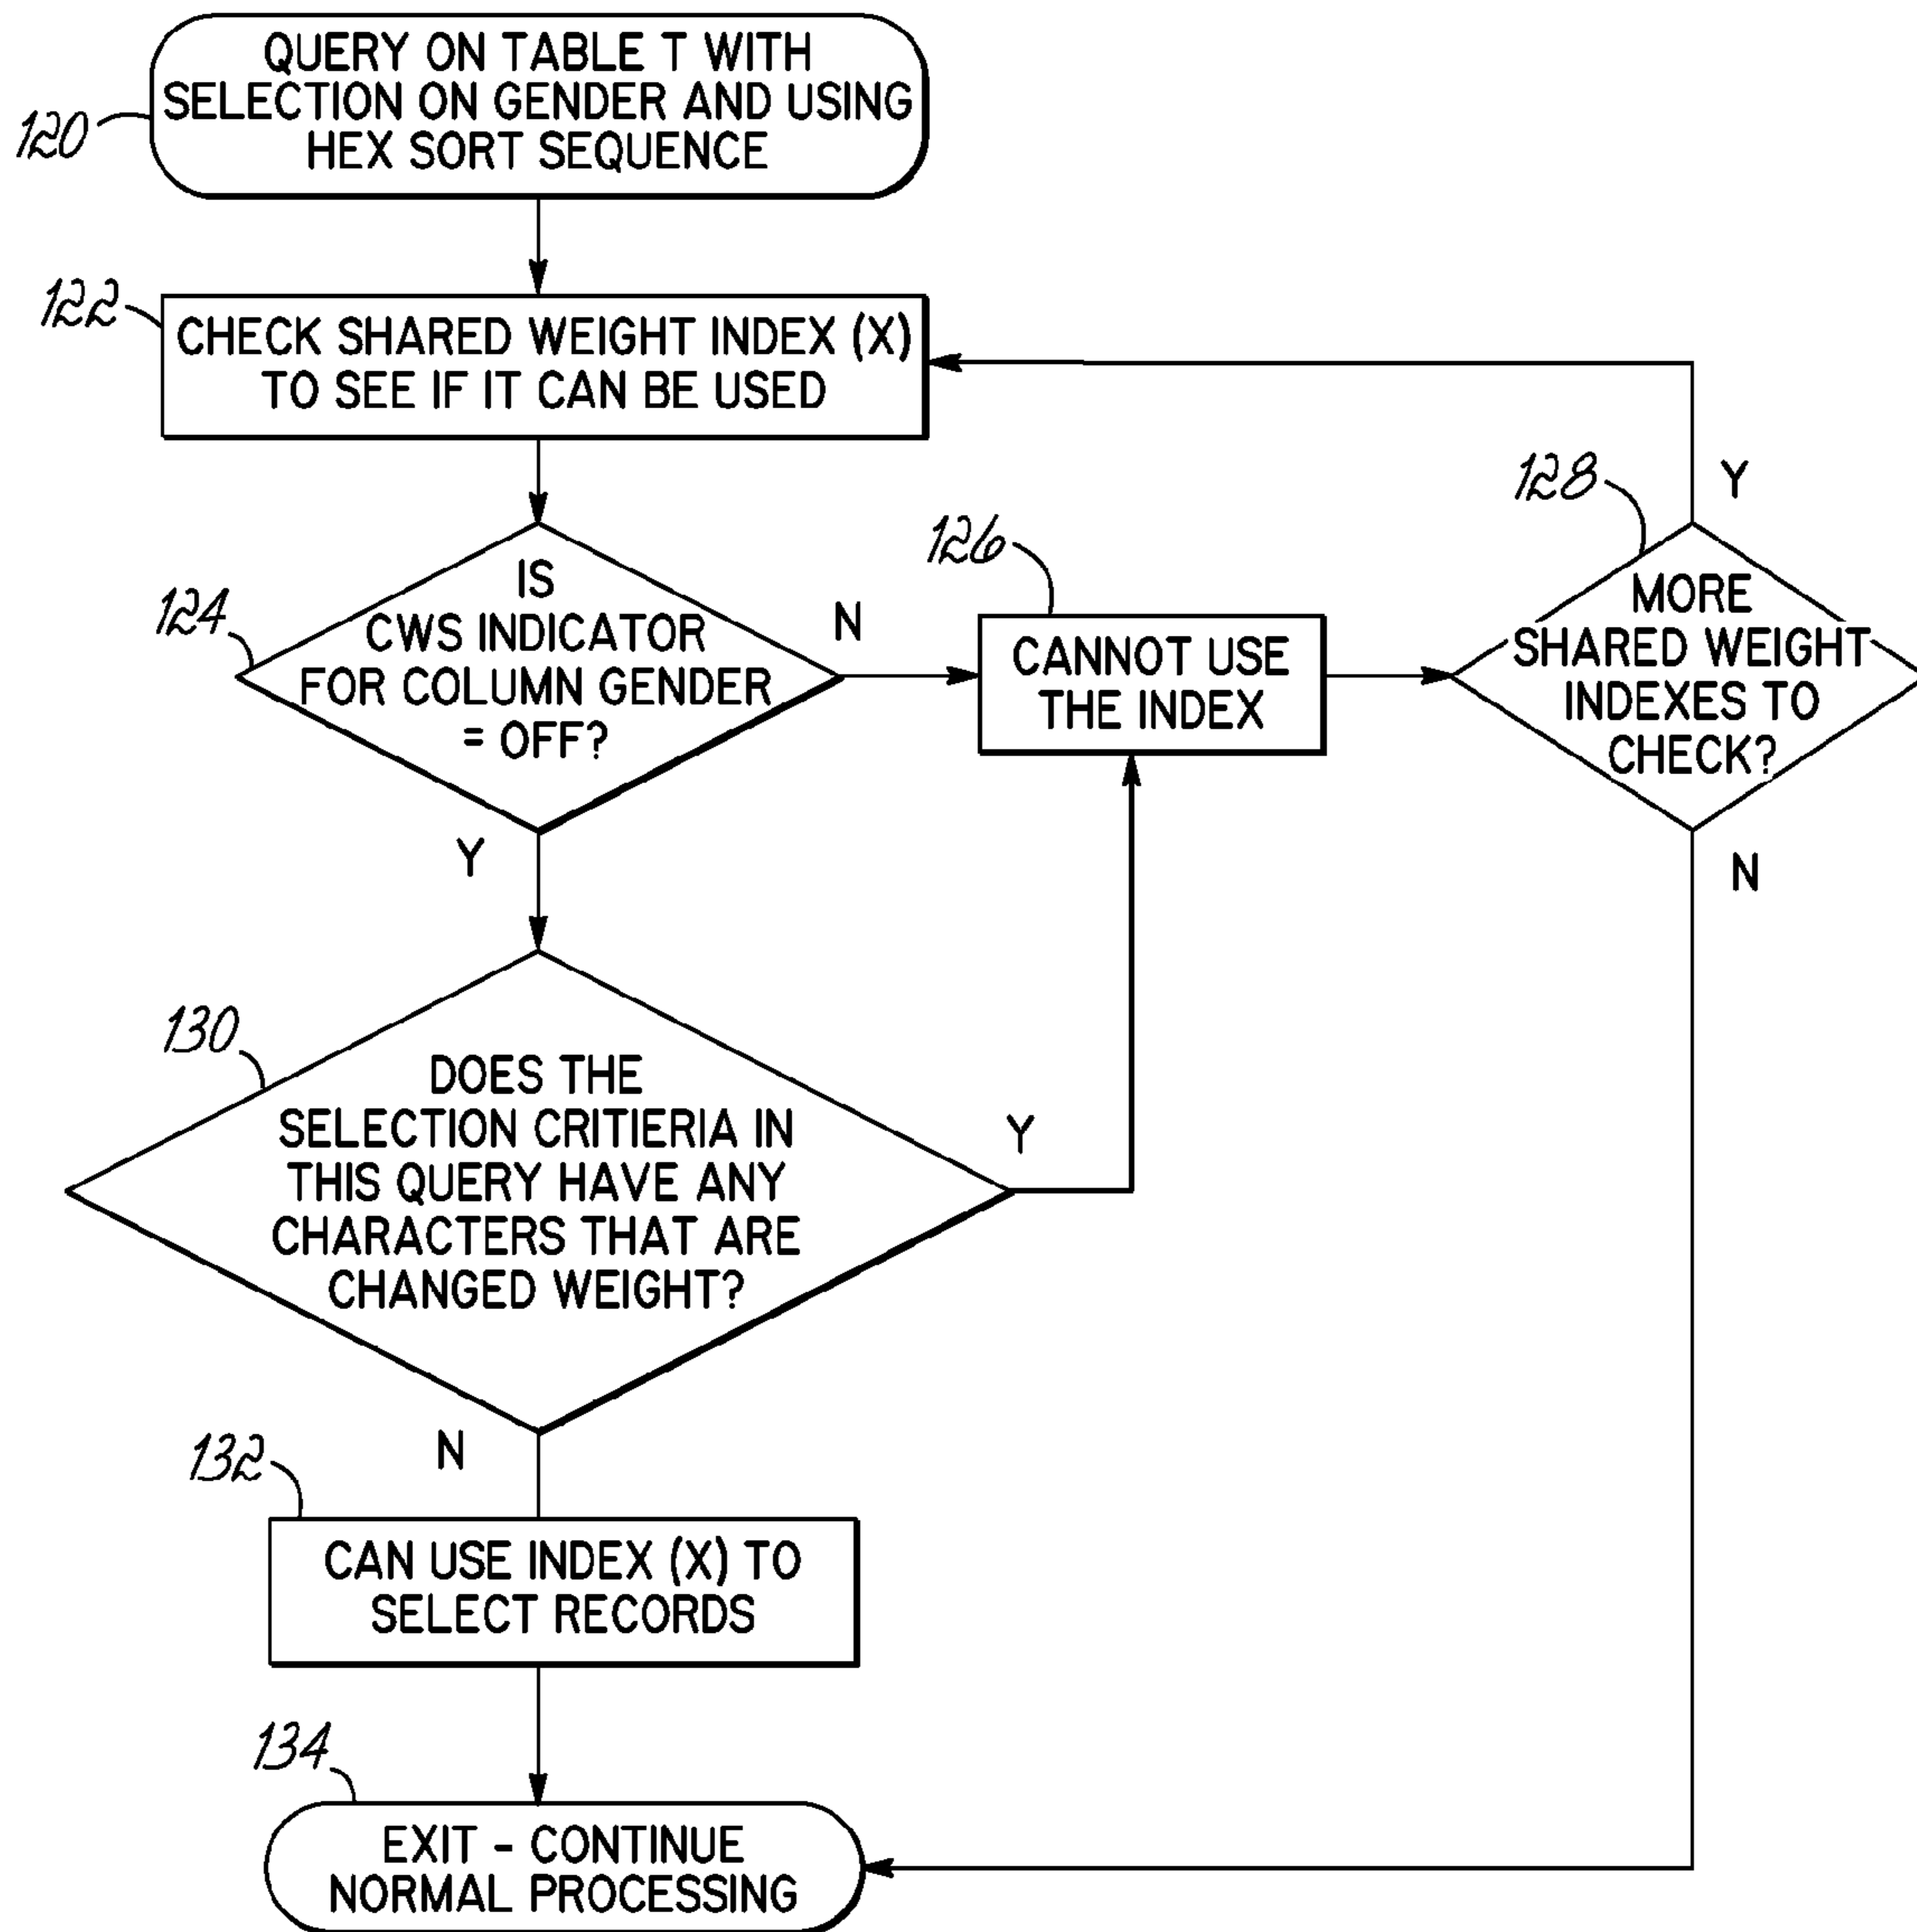 QUERY ON TABLE T WITH
SELECTION ON GENDER AND USING
HEX SORT SEQUENCE
120
122
CHECK SHARED WEIGHT INDEX (X)
TO SEE IF IT CAN BE USED
124
IS
CWS INDICATOR
FOR COLUMN GENDER
= OFF?
N
Y
126
CANNOT USE
THE INDEX
128
Y
MORE
SHARED WEIGHT
INDEXES TO
CHECK?
N
130
DOES THE
SELECTION CRITIERIA IN
THIS QUERY HAVE ANY
CHARACTERS THAT ARE
CHANGED WEIGHT?
Y
N
132
CAN USE INDEX (X) TO
SELECT RECORDS
134
EXIT - CONTINUE
NORMAL PROCESSING